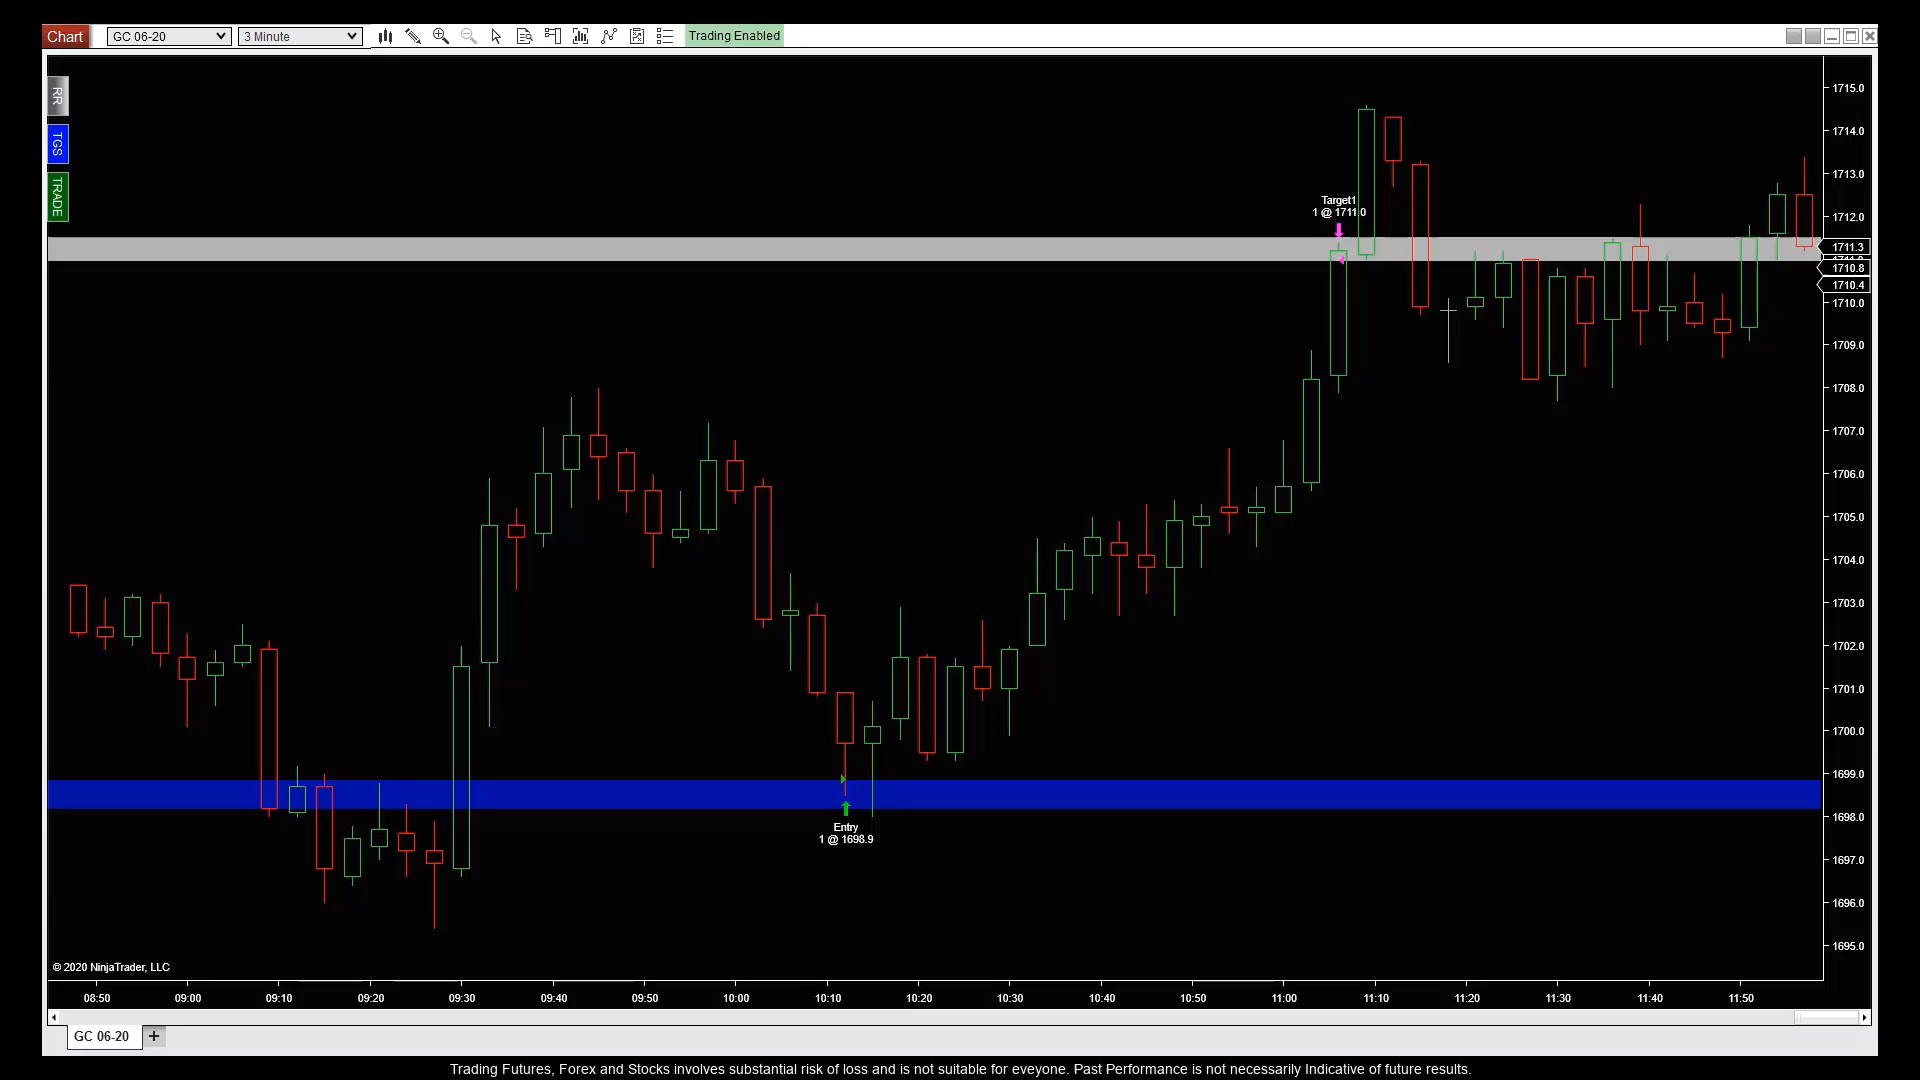 Chart
GC 06-20
3 Minute
Trading Enabled
RR
TGS
TRADE
1715.0
1714.0
1713.0
Target1
1 @ 1711.0
1712.0
1711.3
1710.8
1710.4
1710.0
1709.0
1708.0
1707.0
1706.0
1705.0
1704.0
1703.0
1702.0
1701.0
1700.0
1699.0
1698.0
Entry
1 @ 1698.9
1697.0
1696.0
1695.0
© 2020 NinjaTrader, LLC
08:50 09:00 09:10 09:20 09:30 09:40 09:50 10:00 10:10 10:20 10:30 10:40 10:50 11:00 11:10 11:20 11:30 11:40 11:50
GC 06-20 +
Trading Futures, Forex and Stocks involves substantial risk of loss and is not suitable for eveyone. Past Performance is not necessarily Indicative of future results.